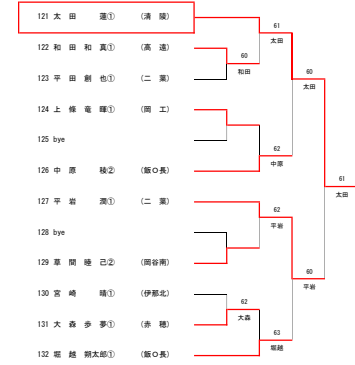 121 太 田 　 蓮① (清 陵)
61
太田
122 和 田 和 真① (高 遠)
60
和田
123 平 田 創 也① (二 葉)
60
太田
124 上 條 竜 暉① (岡 工)
125 bye
62
中原
126 中 原 　 稜② (飯O長)
61
太田
127 平 岩 　 潤① (二 葉)
62
平岩
128 bye
129 草 間 睦 己② (岡谷南)
60
平岩
130 宮 崎 　 晴① (伊那北)
62
大森
131 大 森 歩 夢① (赤 穂)
63
堀越
132 堀 越 朔太郎① (飯O長)